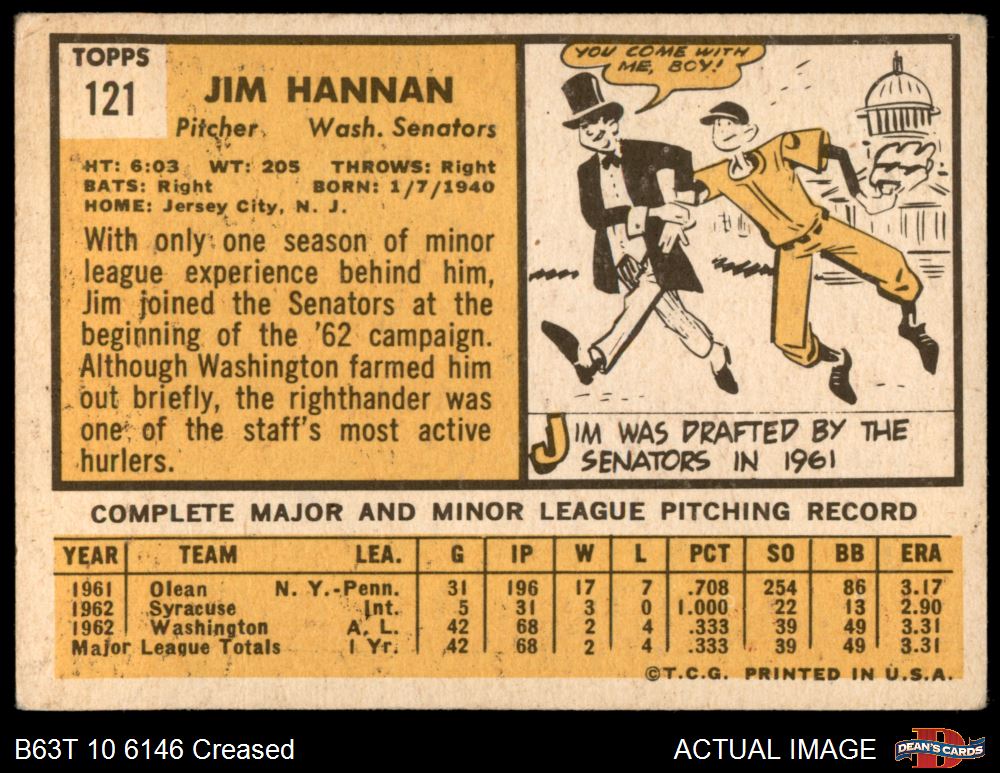 TOPPS
121
JIM HANNAN
Pitcher Wash. Senators
HT: 6:03 WT: 205 THROWS: Right
BATS: Right BORN: 1/7/1940
HOME: Jersey City, N. J.
With only one season of minor
league experience behind him,
Jim joined the Senators at the
beginning of the '62 campaign.
Although Washington farmed him
out briefly, the righthander was
one of the staff's most active
hurlers.
YOU COME WITH
ME, BOY!
JIM WAS DRAFTED BY THE
SENATORS IN 1961
COMPLETE MAJOR AND MINOR LEAGUE PITCHING RECORD
YEAR TEAM LEA. G IP W L PCT SO BB ERA
1961 Olean N. Y.-Penn. 31 196 17 7 .708 254 86 3.17
1962 Syracuse Int. 5 31 3 0 1.000 22 13 2.90
1962 Washington A. L. 42 68 2 4 .333 39 49 3.31
Major League Totals 1 Yr. 42 68 2 4 .333 39 49 3.31
©T.C.G. PRINTED IN U.S.A.
B63T 10 6146 Creased
ACTUAL IMAGE
D
DEAN'S CARDS